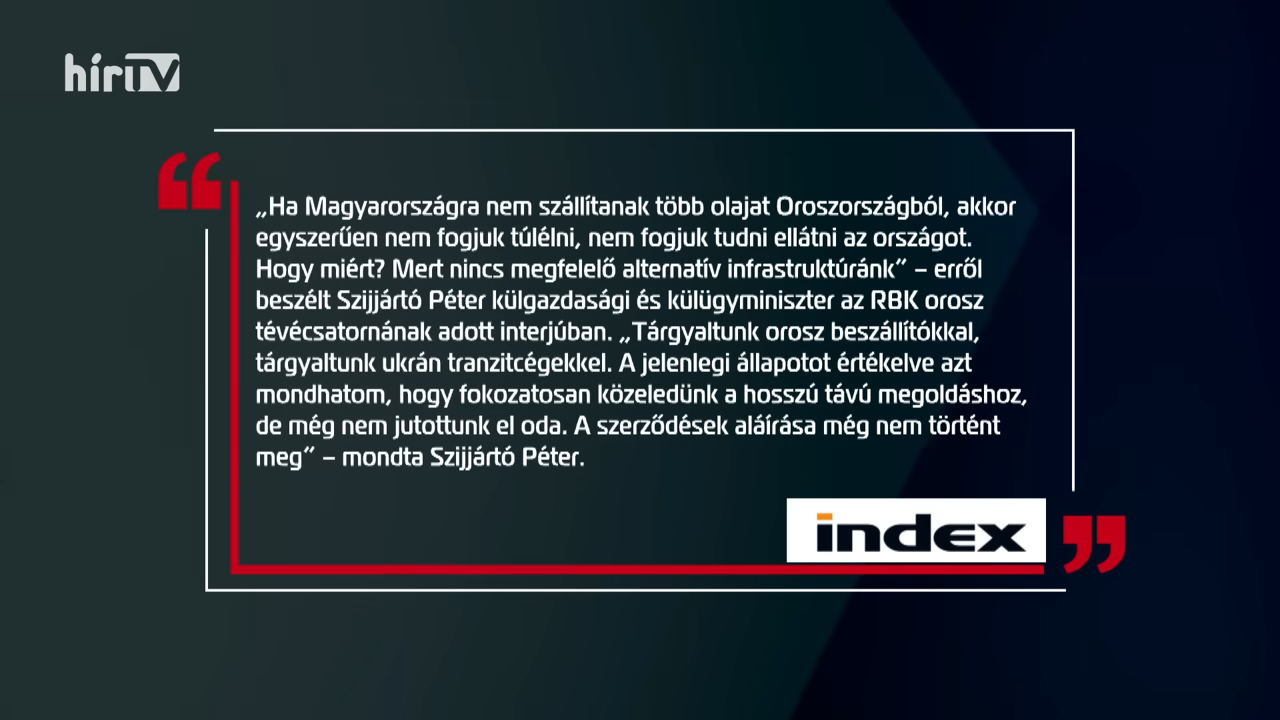 hírTV
„Ha Magyarországra nem szállítanak több olajat Oroszországból, akkor
egyszerűen nem fogjuk túlélni, nem fogjuk tudni ellátni az országot.
Hogy miért? Mert nincs megfelelő alternatív infrastruktúránk” – erről
beszélt Szijjártó Péter külgazdasági és külügyminiszter az RBK orosz
tévécsatornának adott interjúban. „Tárgyaltunk orosz beszállítókkal,
tárgyaltunk ukrán tranzitcégekkel. A jelenlegi állapotot értékelve azt
mondhatom, hogy fokozatosan közeledünk a hosszú távú megoldáshoz,
de még nem jutottunk el oda. A szerződések aláírása még nem történt
meg” – mondta Szijjártó Péter.
index